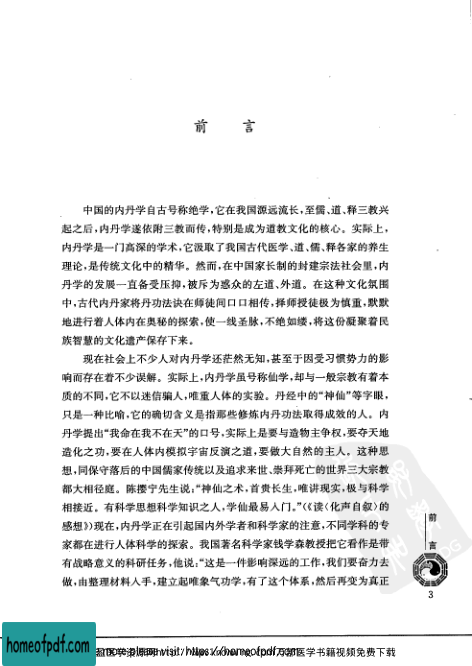 前言
中国的内丹学自古号称绝学，它在我国源远流长，至儒、道、释三教兴
起之后，内丹学遂依附三教而传，特别是成为道教文化的核心。实际上，
内丹学是一门高深的学术，它汲取了我国古代医学、道、儒、释各家的养生
理论，是传统文化中的精华。然而，在中国家长制的封建宗法社会里，内
丹学的发展一直备受压抑，被斥为惑众的左道、外道。在这种文化氛围
中，古代内丹家将丹功法诀在师徒间口口相传，择师授徒极为慎重，默默
地进行着人体内在奥秘的探索，使一线圣脉，不绝如缕，将这份凝聚着民
族智慧的文化遗产保存下来。
现在社会上不少人对内丹学还茫然无知，甚至于因受习惯势力的影
响而存在着不少误解。实际上，内丹学虽号称仙学，却与一般宗教有着本
质的不同，它不以迷信骗人，唯重人体的实验。丹经中的“神仙”等字眼，
只是一种比喻，它的确切含义是指那些修炼内丹功法取得成效的人。内
丹学提出“我命在我不在天”的口号，实际上是要与造物主争权，要夺天地
造化之功，要在人体内模拟宇宙反演之道，要做大自然的主人。这种思
想，同保守落后的中国儒家传统以及追求来世、崇拜死亡的世界三大宗教
都大相径庭。陈撄宁先生说：“神仙之术，首贵长生，唯讲现实，极与科学
相接近。有科学思想科学知识之人，学仙最易入门。”（《读〈化声自叙〉的
感想》）现在，内丹学正在引起国内外学者和科学家的注意，不同学科的专
家都在进行人体科学的探索。我国著名科学家钱学森教授把它看作是带
有战略意义的科研任务，他说：“这是一件影响深远的工作，我们要奋力去
做，由整理材料入手，建立起唯象气功学，有了这个体系，然后再变为真正
前
言
3
homeofpdf.com
医学书籍视频免费下载